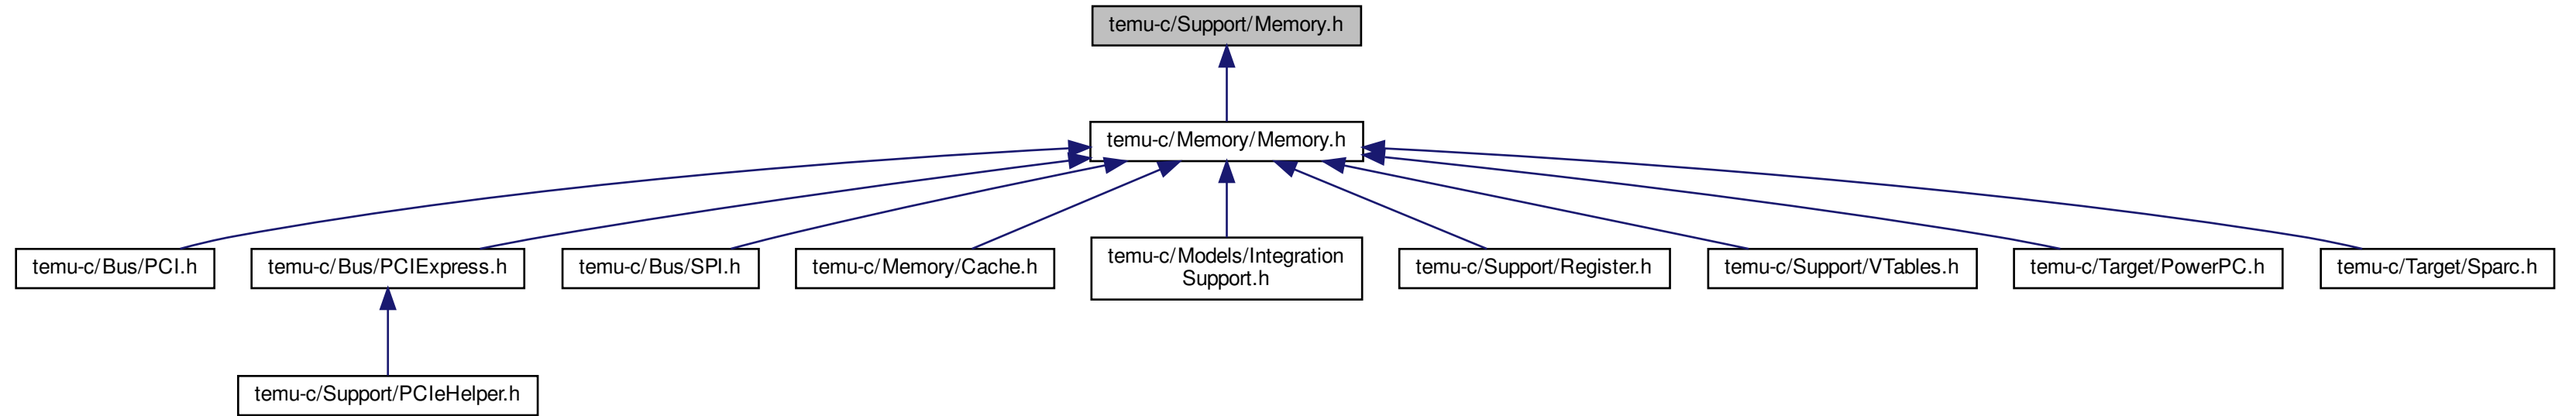 temu-c/Support/Memory.h
temu-c/Memory/Memory.h
temu-c/Bus/PCI.h
temu-c/Bus/PCIExpress.h
temu-c/Bus/SPI.h
temu-c/Memory/Cache.h
temu-c/Models/Integration
Support.h
temu-c/Support/Register.h
temu-c/Support/VTables.h
temu-c/Target/PowerPC.h
temu-c/Target/Sparc.h
temu-c/Support/PCIeHelper.h